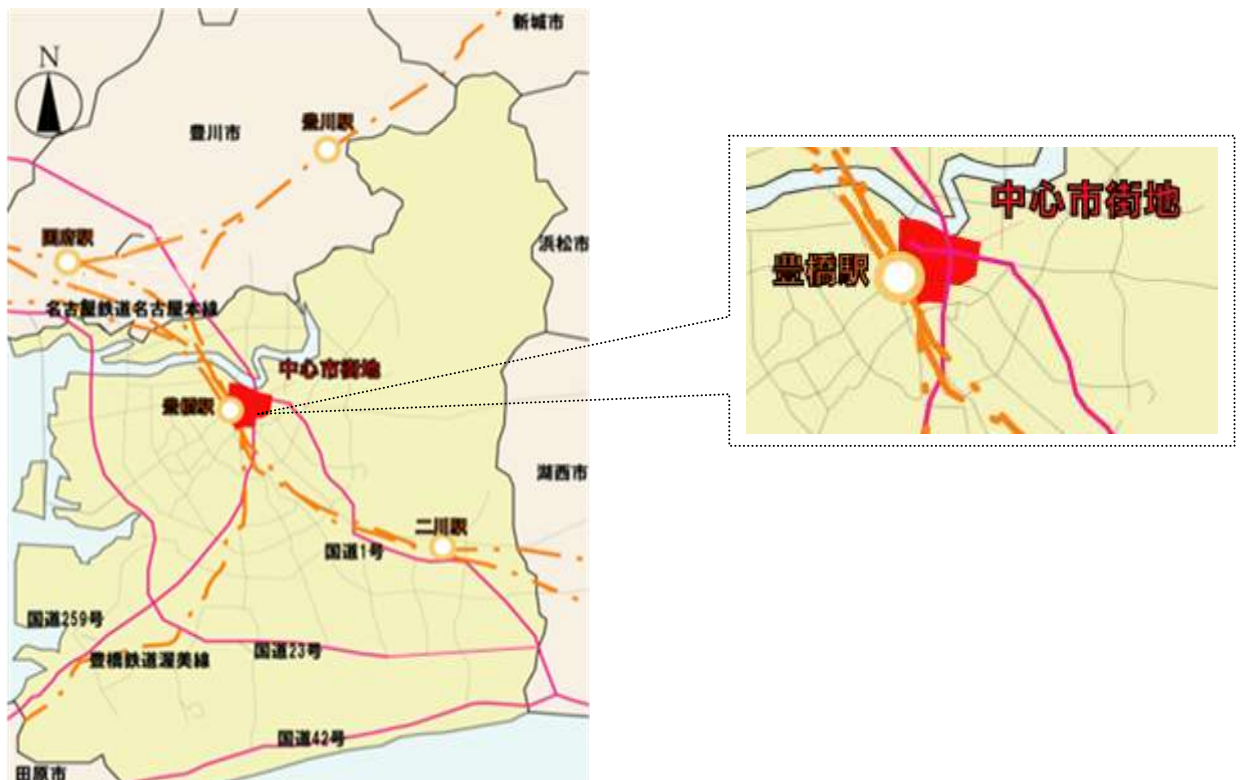 新城市
N
豊川駅
豊川市
国府駅
浜松市
名古屋鉄道名古屋本線
中心市街地
豊橋駅
湖西市
二川駅
国道1号
国道259号
国道23号
豊橋鉄道渥美線
国道42号
田原市
中心市街地
豊橋駅